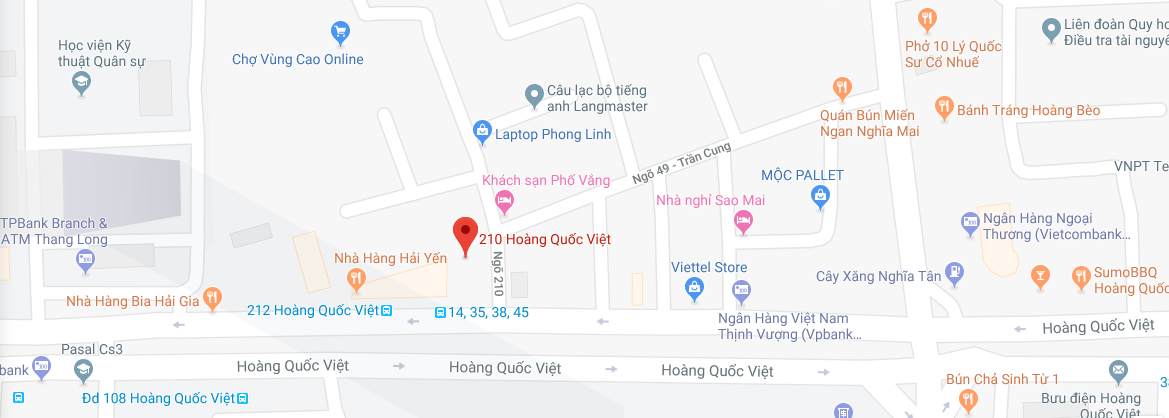 Liên đoàn Quy ho
Điều tra tài nguyê
Học viện Kỹ
thuật Quân sự
Chợ Vùng Cao Online
Phở 10 Lý Quốc
Sư Cổ Nhuế
Câu lạc bộ tiếng
anh Langmaster
Quán Bún Miến
Ngan Nghĩa Mai
Bánh Tráng Hoàng Bèo
Laptop Phong Linh
Ngõ 49 - Trần Cung
VNPT Te
Khách sạn Phố Vắng
MỘC PALLET
Nhà nghỉ Sao Mai
TPBank Branch &
ATM Thang Long
Ngân Hàng Ngoại
Thương (Vietcombank...
210 Hoàng Quốc Việt
Ngõ 210
Nhà Hàng Hải Yến
Viettel Store
Cây Xăng Nghĩa Tân
SumoBBQ
Hoàng Quốc
Nhà Hàng Bia Hải Gia
212 Hoàng Quốc Việt
14, 35, 38, 45
Ngân Hàng Việt Nam
Thịnh Vượng (Vpbank...
Hoàng Quốc Việt
Pasal Cs3
bank
Hoàng Quốc Việt
Hoàng Quốc Việt
Hoàng Quốc Việt
Bún Chả Sinh Từ 1
Đd 108 Hoàng Quốc Việt
Bưu điện Hoàng
Quốc Việt